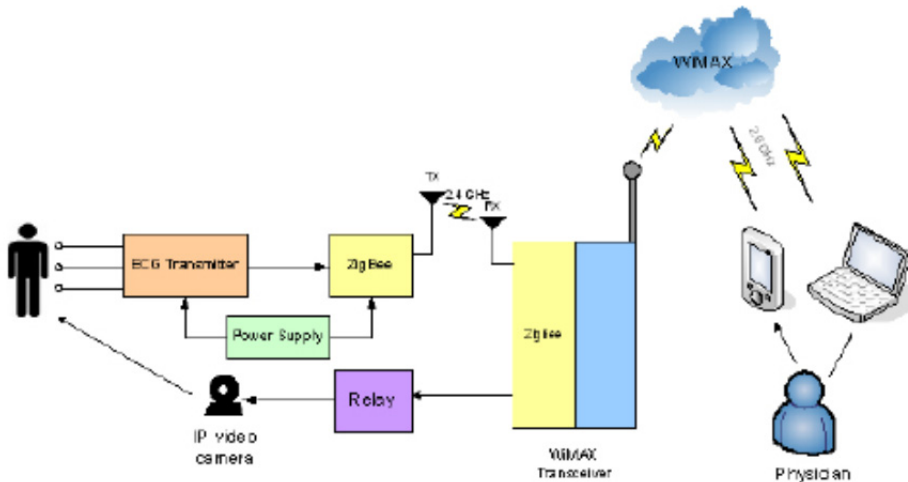 WiMAX
2.6 GHz
TX
2.4 GHz
RX
ECG Transmitter
ZigBee
Power Supply
ZigBee
Relay
IP video
camera
WiMAX
Transceiver
Physician